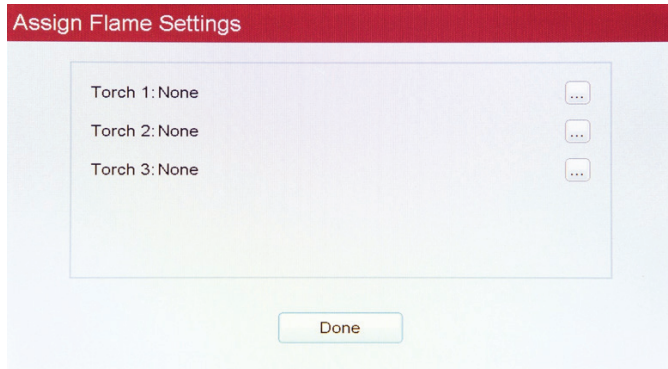 Assign Flame Settings
Torch 1: None ...
Torch 2: None ...
Torch 3: None ...
Done